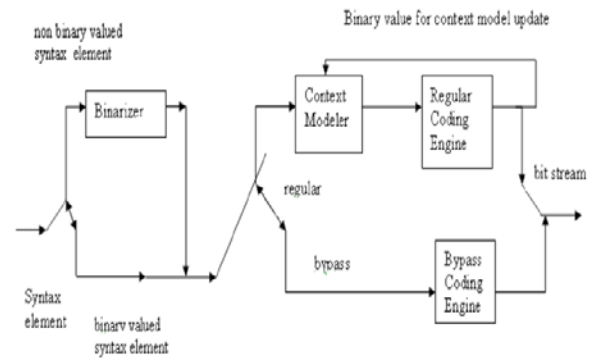 Binary value for context model update
non binary valued
syntax element
Binarizer
Context
Modeler
Regular
Coding
Engine
regular
bit stream
bypass
Bypass
Coding
Engine
Syntax
element
binary valued
syntax element